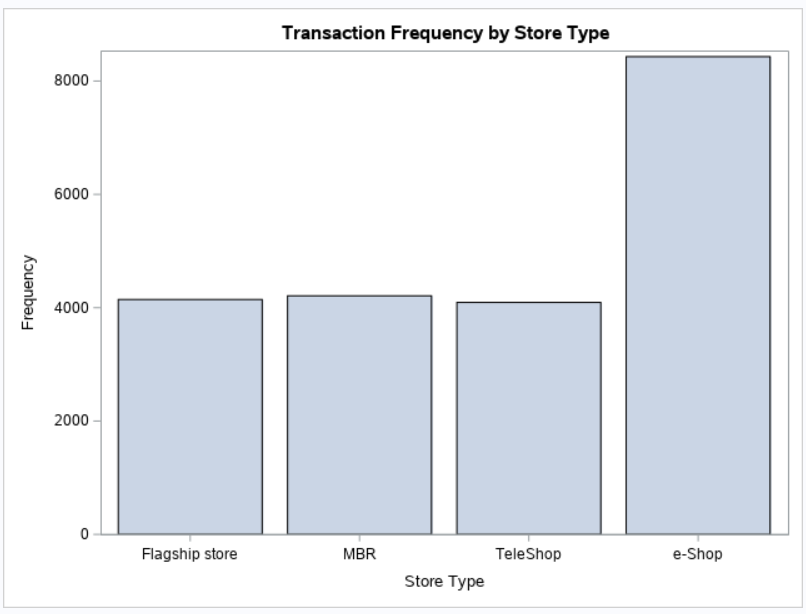 Transaction Frequency by Store Type
8000
6000
4000
2000
0
Frequency
Flagship store MBR TeleShop e-Shop
Store Type